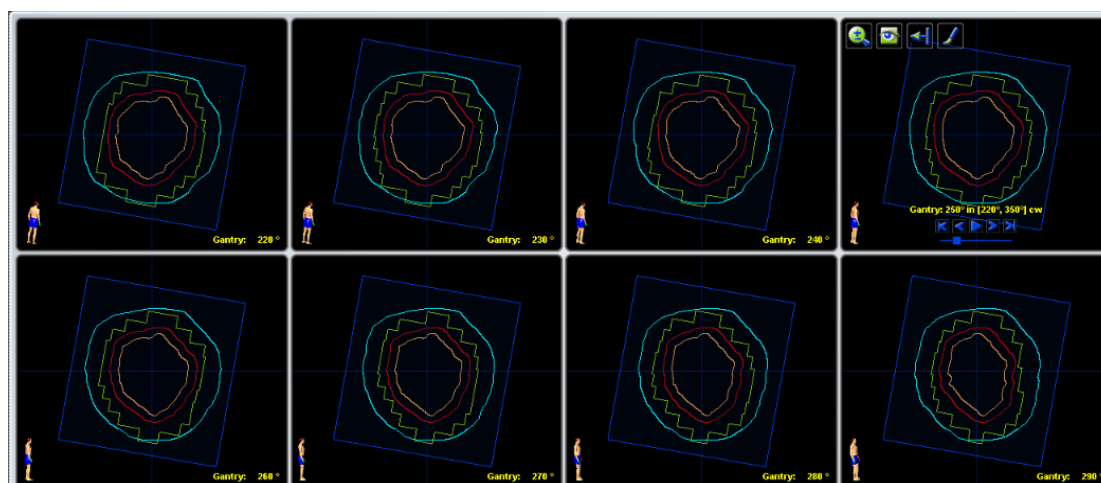 Gantry: 220 °
Gantry: 230 °
Gantry: 240 °
Gantry: 250° in [220°, 350°] cw
Gantry: 260 °
Gantry: 270 °
Gantry: 280 °
Gantry: 290 °